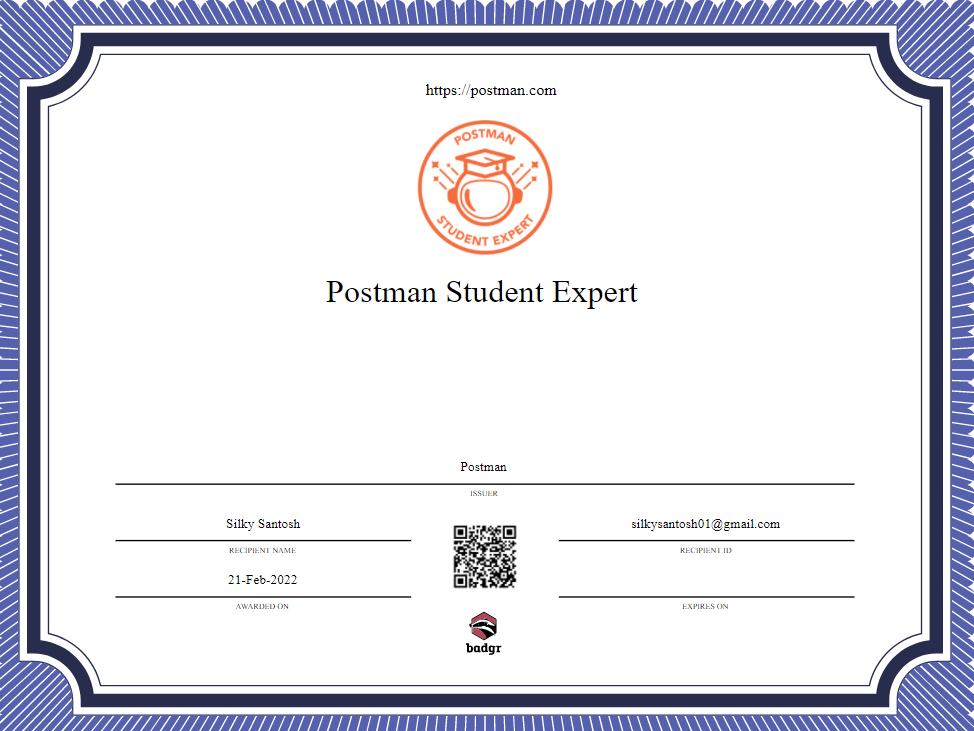 https://postman.com
POSTMAN
STUDENT EXPERT
Postman Student Expert
Postman
ISSUER
Silky Santosh
RECIPIENT NAME
silkysantosh01@gmail.com
RECIPIENT ID
21-Feb-2022
AWARDED ON
EXPIRES ON
badgr